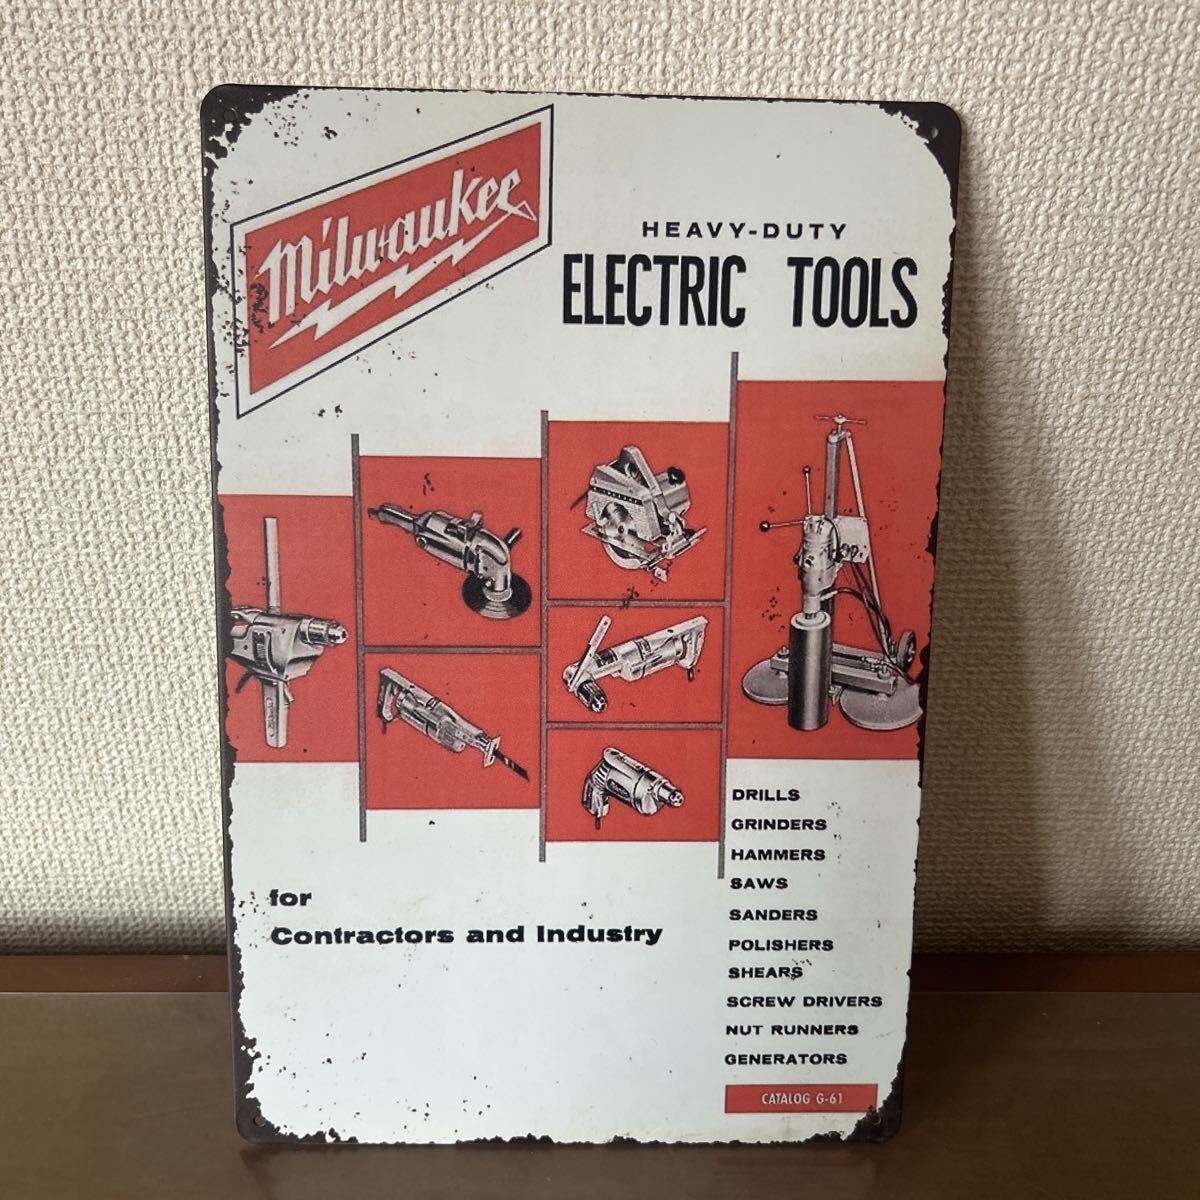 Milwaukee
HEAVY-DUTY
ELECTRIC TOOLS
for
Contractors and Industry
DRILLS
GRINDERS
HAMMERS
SAWS
SANDERS
POLISHERS
SHEARS
SCREW DRIVERS
NUT RUNNERS
GENERATORS
CATALOG G-61